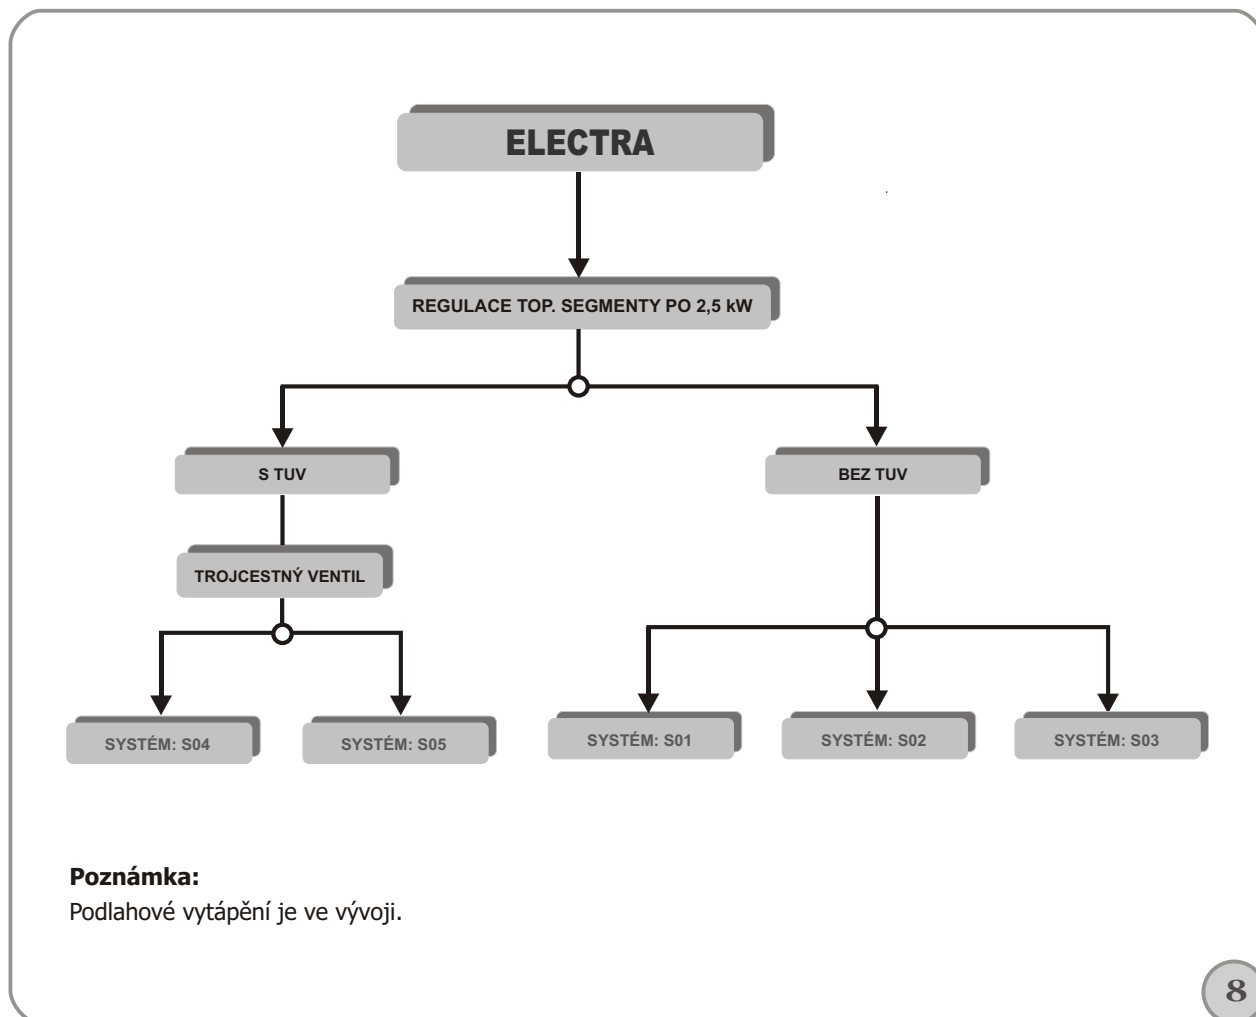 ELECTRA
REGULACE TOP. SEGMENTY PO 2,5 kW
S TUV
BEZ TUV
TROJCESTNÝ VENTIL
SYSTÉM: S04
SYSTÉM: S05
SYSTÉM: S01
SYSTÉM: S02
SYSTÉM: S03
Poznámka:
Podlahové vytápění je ve vývoji.
8